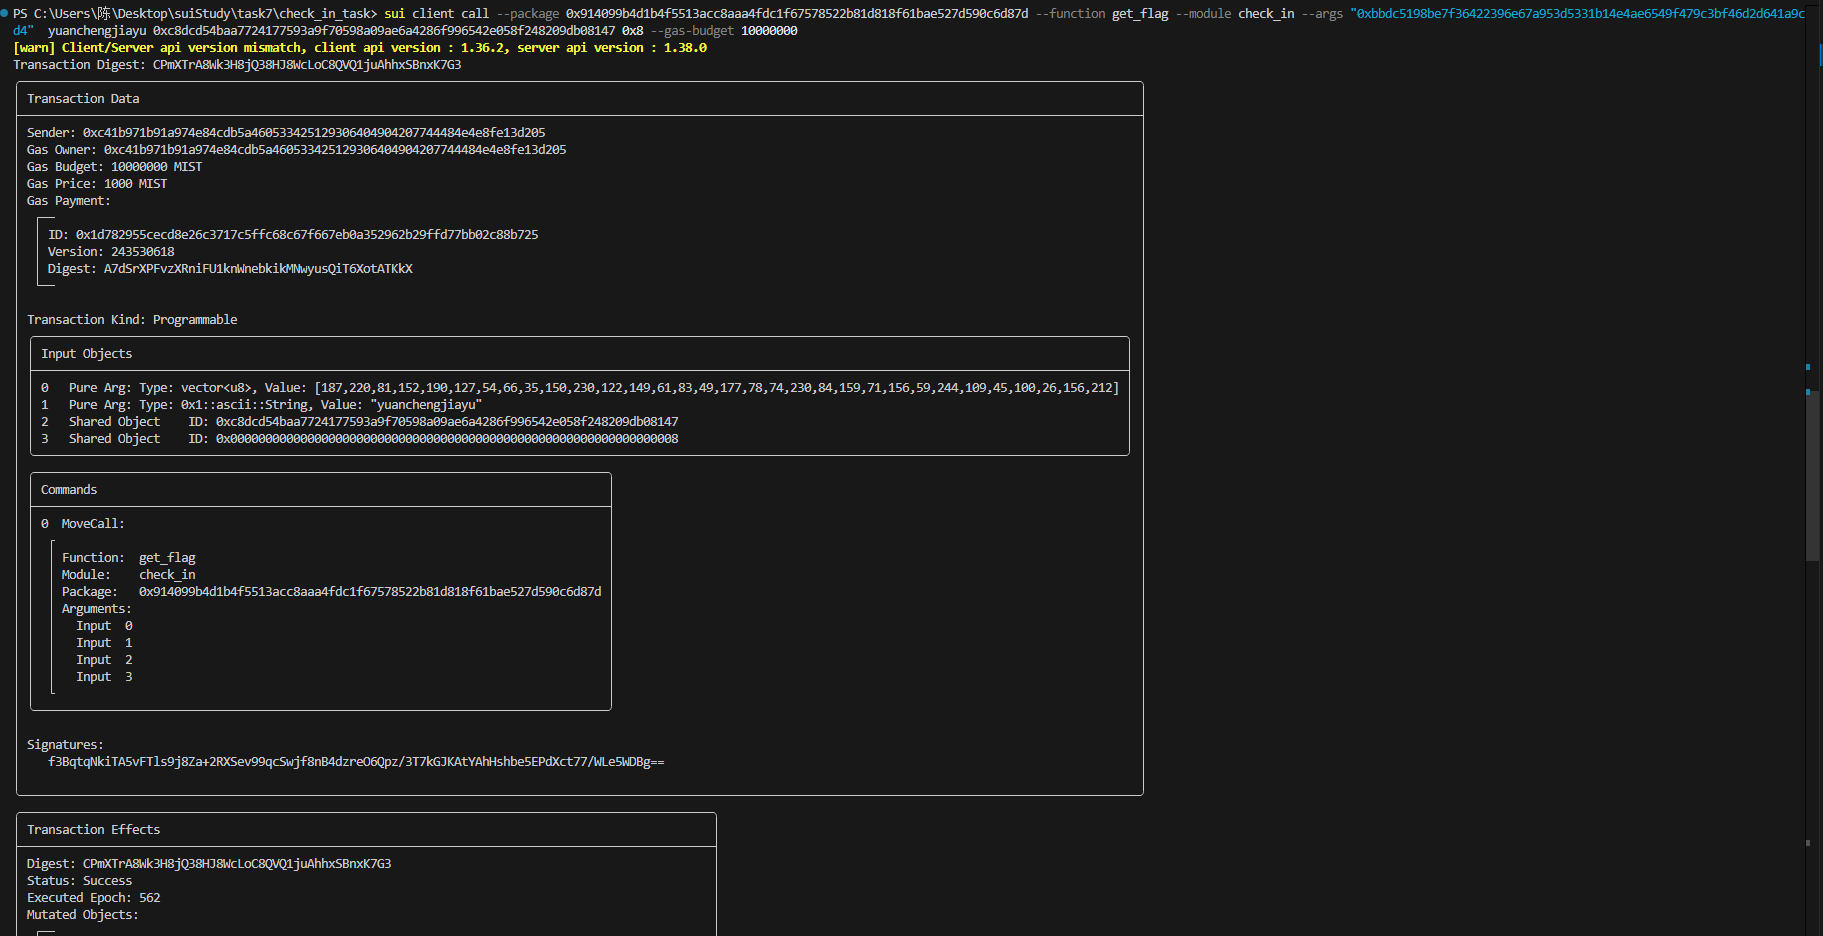 PS C:\Users\陈\Desktop\suiStudy\task7\check_in_task> sui client call --package 0x914099b4d1b4f5513acc8aaa4fdc1f67578522b81d818f61bae527d590c6d87d --function get_flag --module check_in --args "0xbbdc5198be7f36422396e67a953d5331b14e4ae6549f479c3bf46d2d641a9c
d4" yuanchengjiayu 0xc8dcd54baa7724177593a9f70598a09ae6a4286f996542e058f248209db08147 0x8 --gas-budget 10000000
[warn] Client/Server api version mismatch, client api version : 1.36.2, server api version : 1.38.0
Transaction Digest: CPmXTrA8Wk3H8jQ38HJ8WcLoC8QVQ1juAhhxSBnxK7G3
Transaction Data
Sender: 0xc41b971b91a974e84cdb5a46053342512930640490420774448​4e4e8fe13d205
Gas Owner: 0xc41b971b91a974e84cdb5a460533425129306404904207744484e4e8fe13d205
Gas Budget: 10000000 MIST
Gas Price: 1000 MIST
Gas Payment:
ID: 0x1d782955cecd8e26c3717c5ffc68c67f667eb0a352962b29ffd77bb02c88b725
Version: 243530618
Digest: A7dSrXPFvzXRniFU1knWnebkikMNwyusQiT6XotATKkX
Transaction Kind: Programmable
Input Objects
0 Pure Arg: Type: vector<u8>, Value: [187,220,81,152,190,127,54,66,35,150,230,122,149,61,83,49,177,78,74,230,84,159,71,156,59,244,109,45,100,26,156,212]
1 Pure Arg: Type: 0x1::ascii::String, Value: "yuanchengjiayu"
2 Shared Object ID: 0xc8dcd54baa7724177593a9f70598a09ae6a4286f996542e058f248209db08147
3 Shared Object ID: 0x0000000000000000000000000000000000000000000000000000000000000008
Commands
0 MoveCall:
Function: get_flag
Module: check_in
Package: 0x914099b4d1b4f5513acc8aaa4fdc1f67578522b81d818f61bae527d590c6d87d
Arguments:
Input 0
Input 1
Input 2
Input 3
Signatures:
f3BqtqNkiTA5vFTls9j8Za+2RXSev99qcSwjf8nB4dzreO6Qpz/3T7kGJKAtYAhHshbe5EPdXct77/WLe5WDBg==
Transaction Effects
Digest: CPmXTrA8Wk3H8jQ38HJ8WcLoC8QVQ1juAhhxSBnxK7G3
Status: Success
Executed Epoch: 562
Mutated Objects: